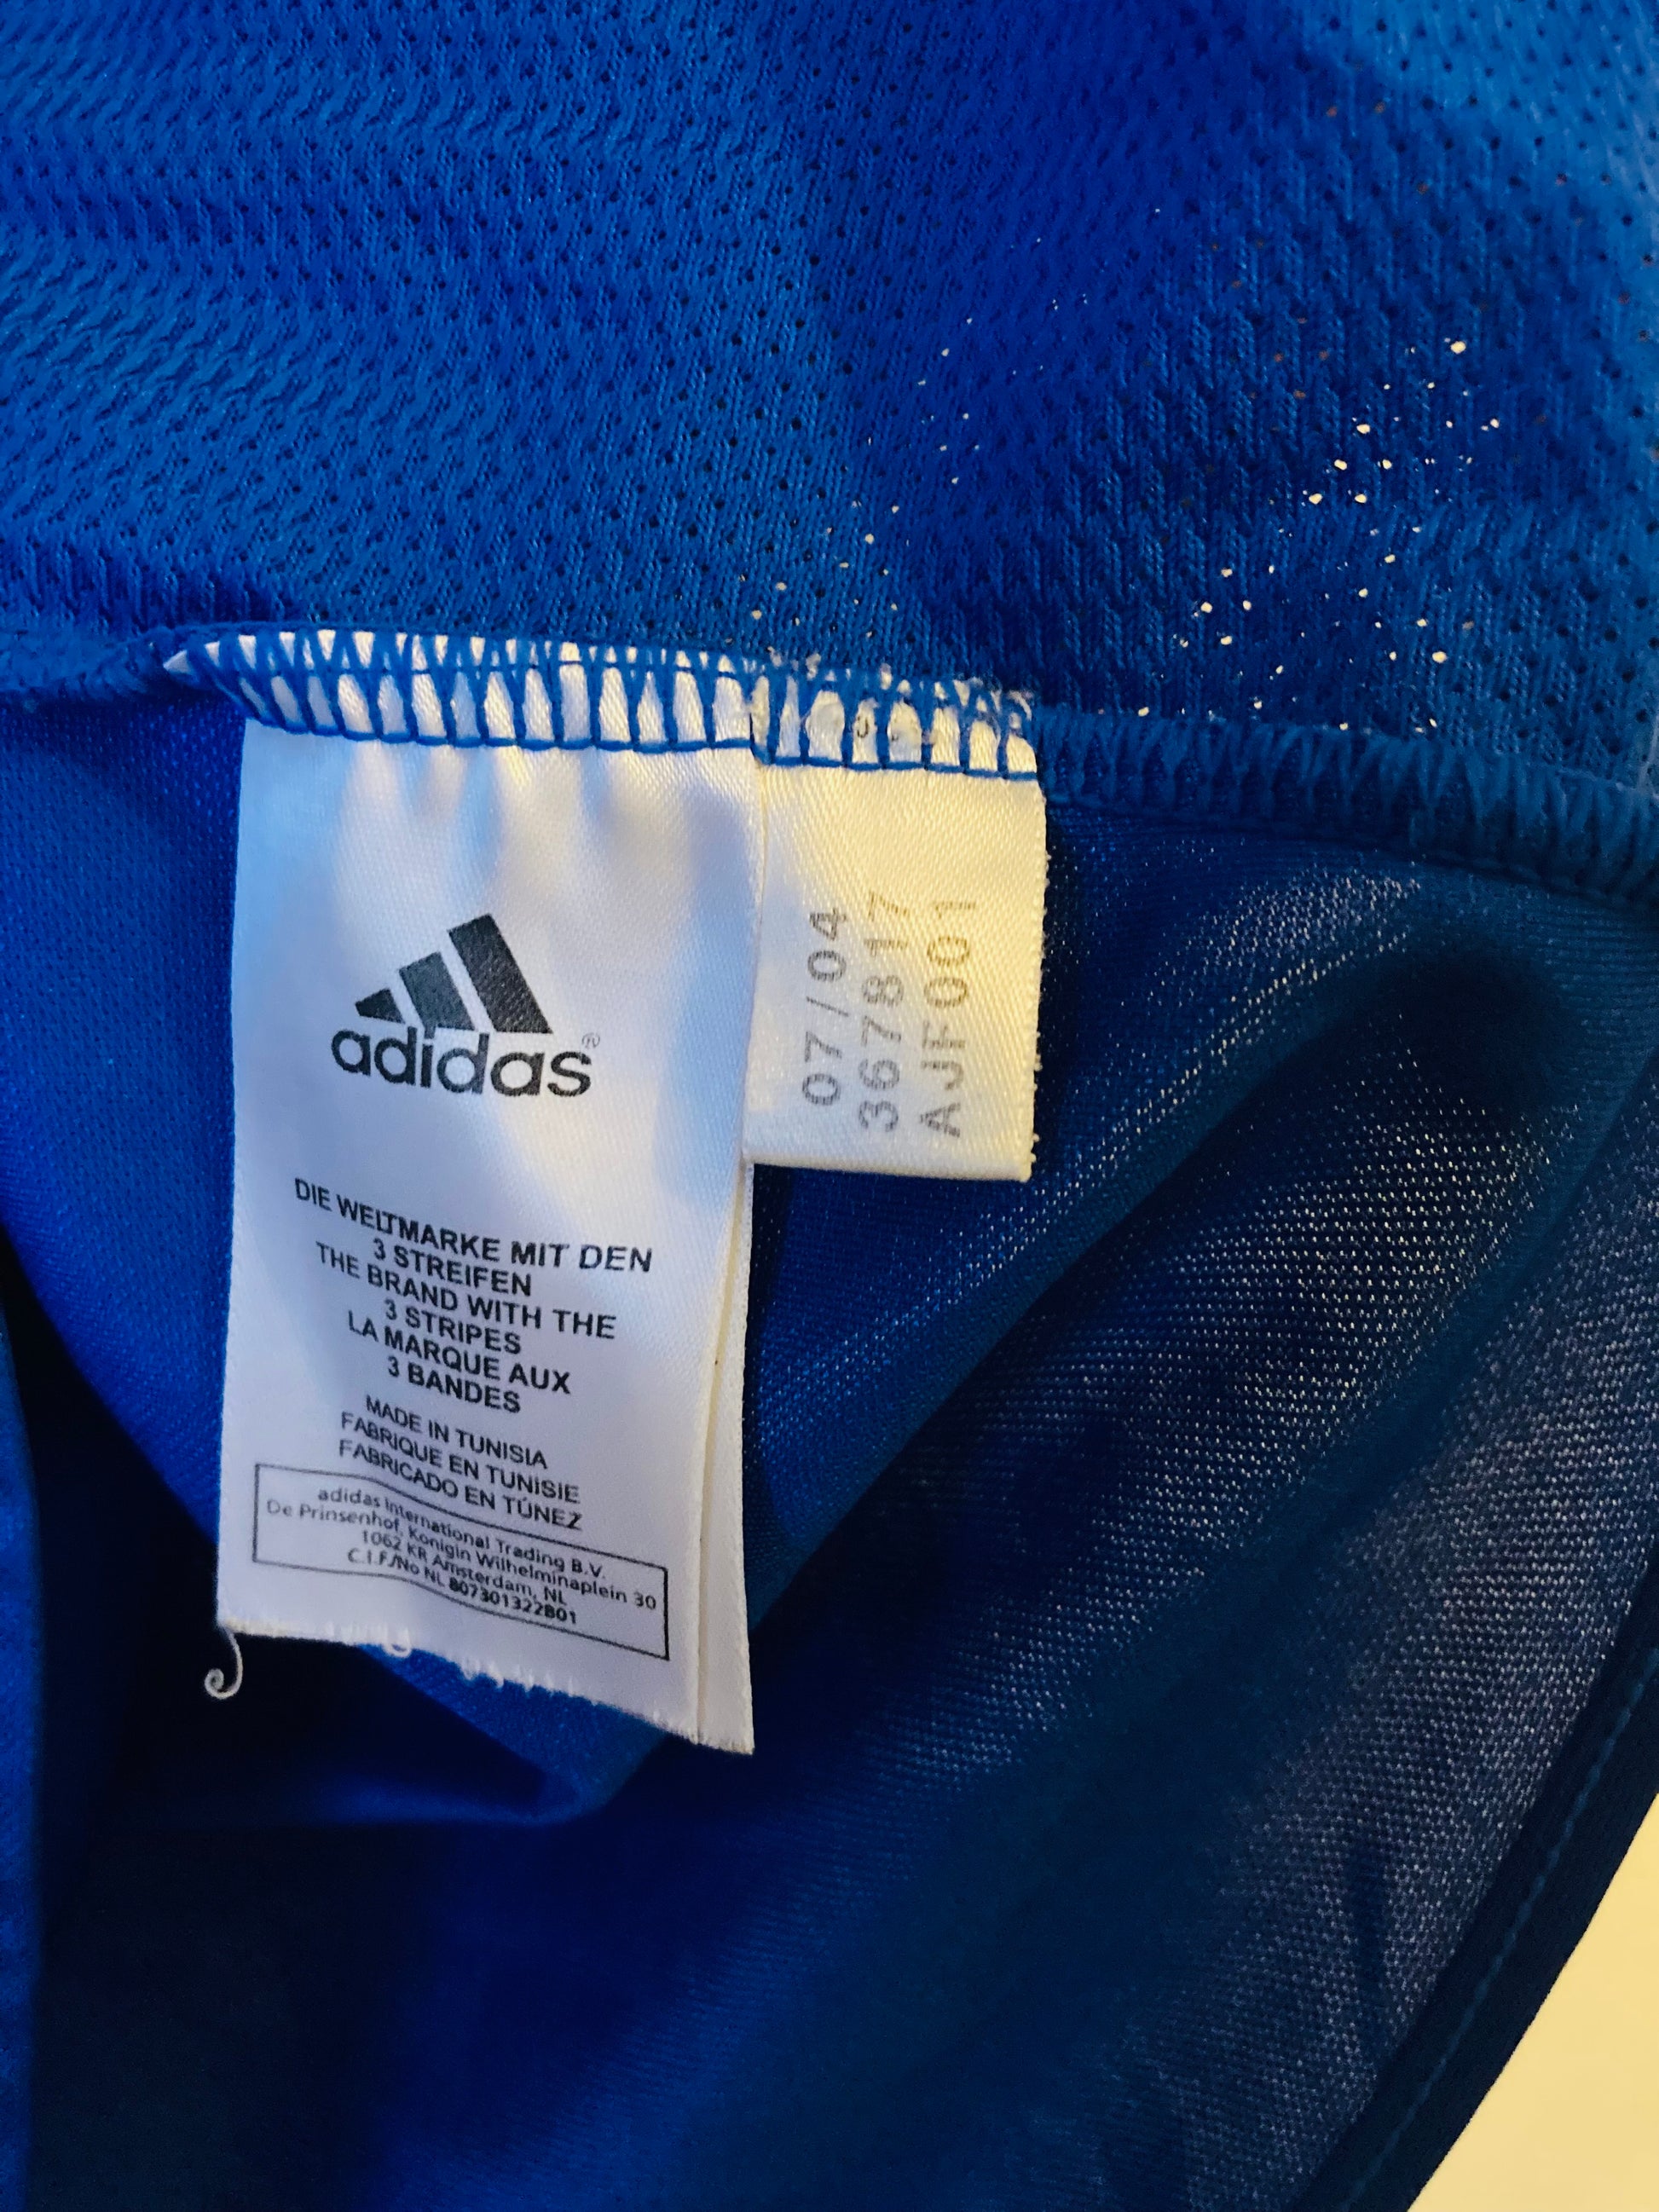 adidas®
DIE WELTMARKE MIT DEN
3 STREIFEN
THE BRAND WITH THE
3 STRIPES
LA MARQUE AUX
3 BANDES
MADE IN TUNISIA
FABRIQUE EN TUNISIE
FABRICADO EN TÚNEZ
adidas International Trading B.V.
De Prinsenhof, Konigin Wilhelminaplein 30
1062 KR Amsterdam, NL
C.I.F./No NL 807301322B01
07/04
367817
AJF001